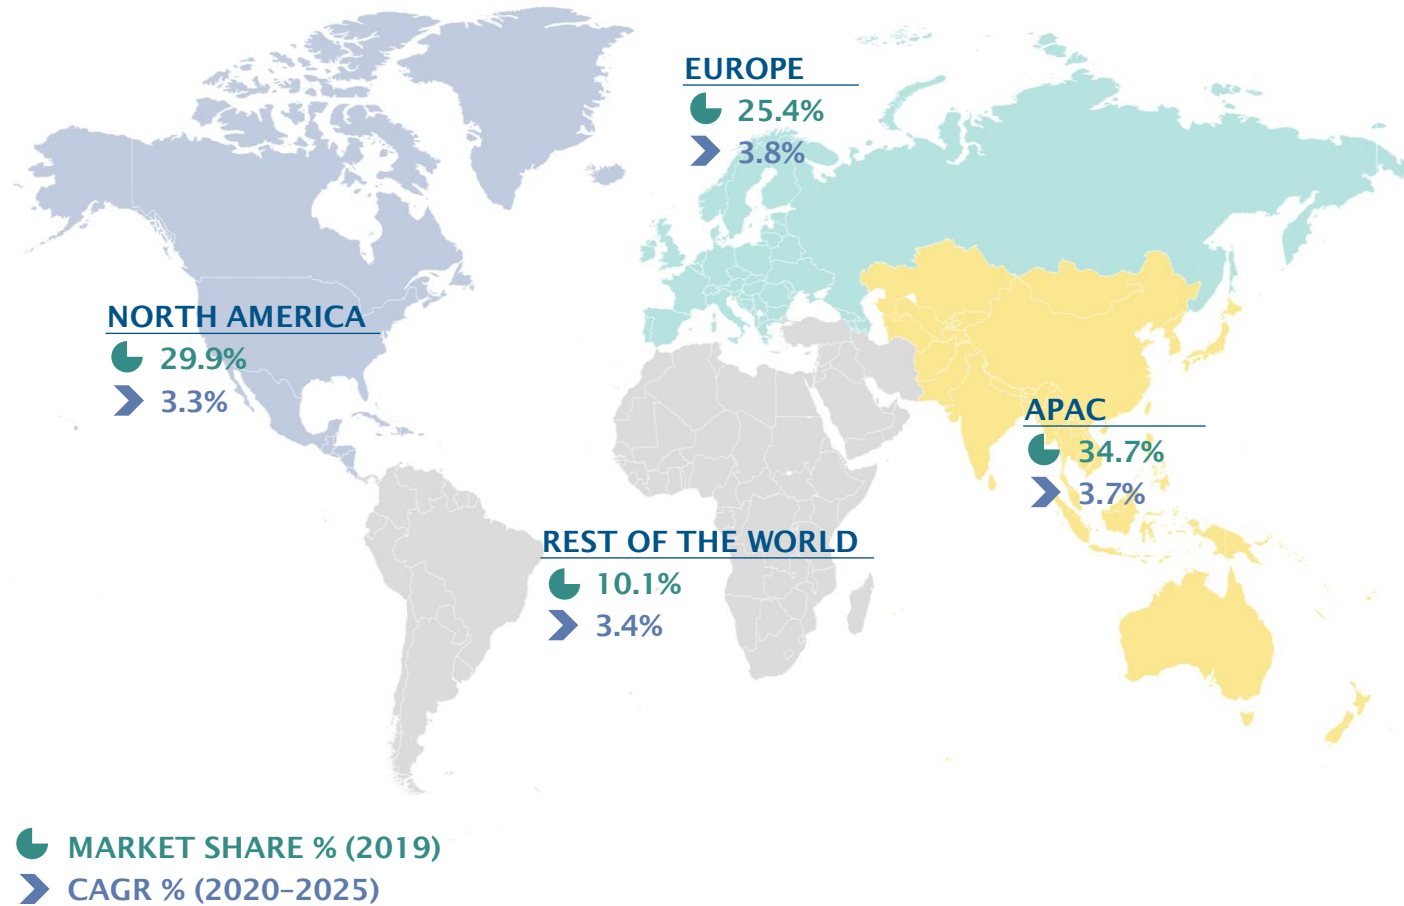 EUROPE
25.4%
3.8%
NORTH AMERICA
29.9%
3.3%
APAC
34.7%
3.7%
REST OF THE WORLD
10.1%
3.4%
MARKET SHARE % (2019)
CAGR % (2020–2025)